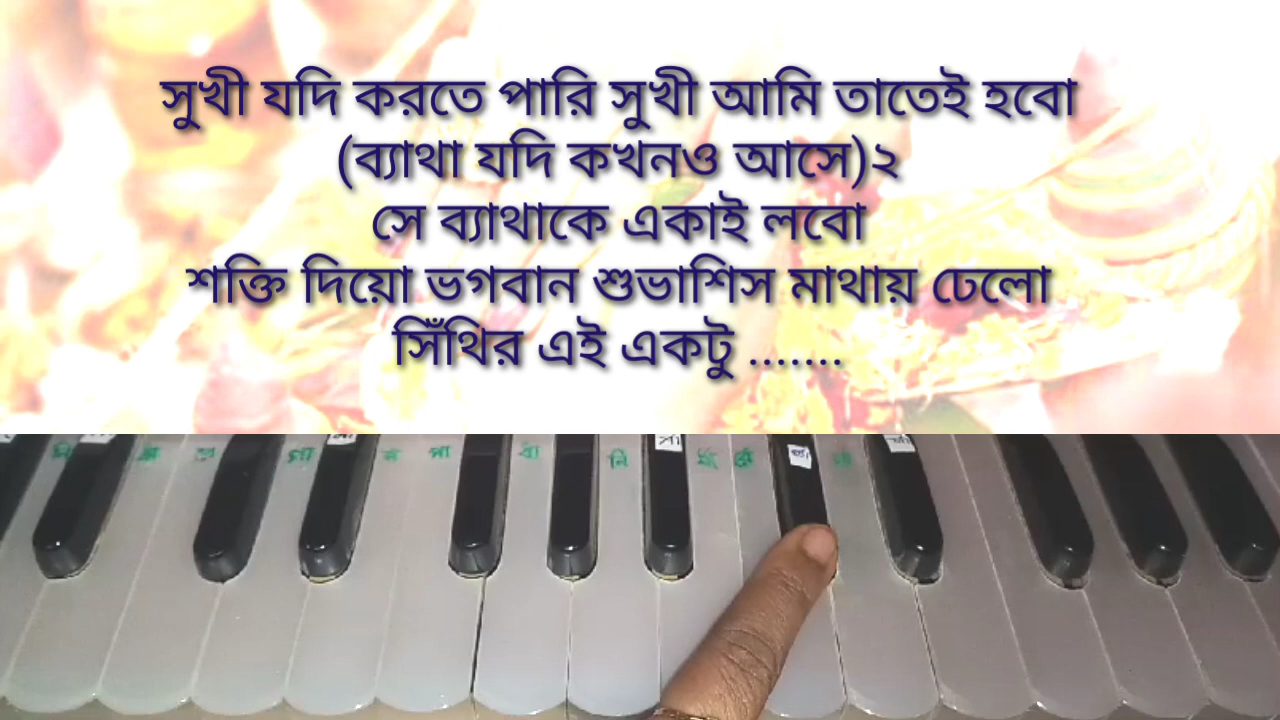 সুখী যদি করতে পারি সুখী আমি তাতেই হবো
(ব্যাথা যদি কখনও আসে)২
সে ব্যাথাকে একাই লবো
শক্তি দিয়ো ভগবান শুভাশিস মাথায় ঢেলো
সিঁথির এই একটু .......
গা পা ধা নি